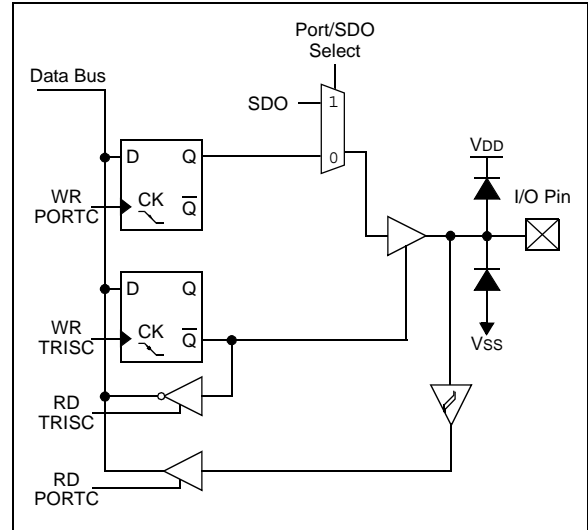 Port/SDO
Select
Data Bus
SDO
1
0
D
Q
CK
Q̅
WR
PORTC
VDD
I/O Pin
VSS
D
Q
CK
Q̅
WR
TRISC
RD
TRISC
RD
PORTC